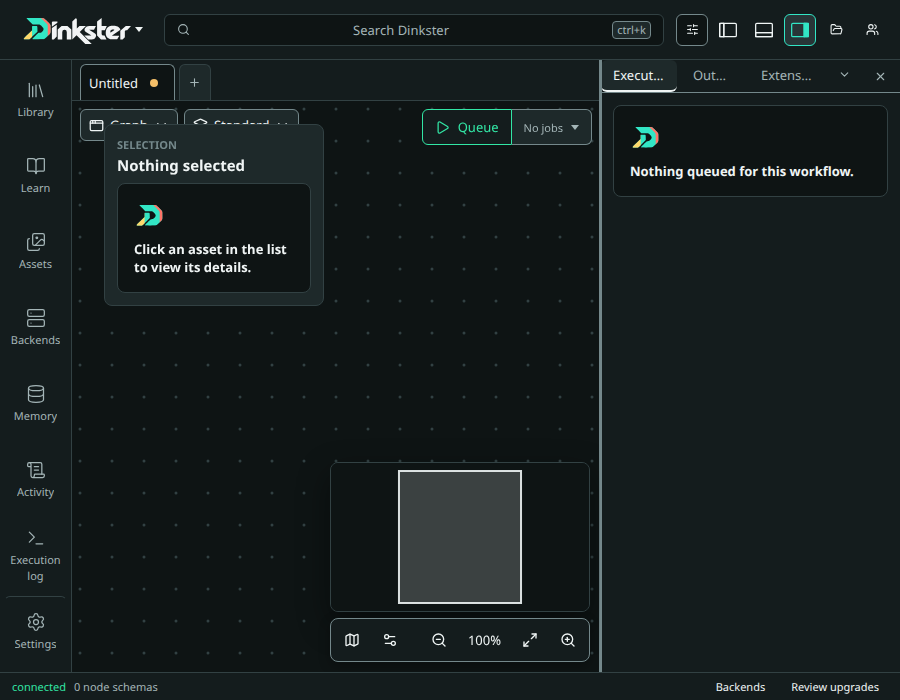 Dinkster
Search Dinkster
ctrl+k
Library
Learn
Assets
Backends
Memory
Activity
Execution
log
Settings
Untitled
+
Queue
No jobs
SELECTION
Nothing selected
Click an asset in the list
to view its details.
100%
Execut...
Out...
Extens...
Nothing queued for this workflow.
connected
0 node schemas
Backends
Review upgrades